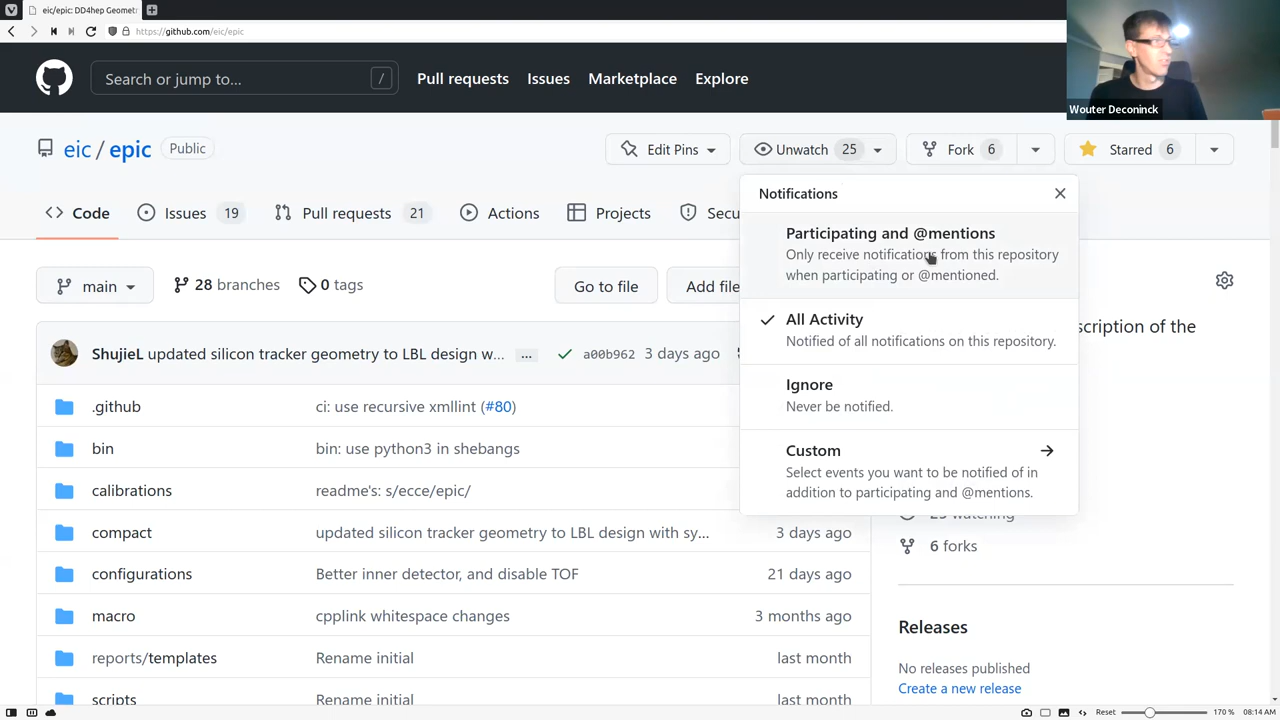 eic/epic: DD4hep Geomet
https://github.com/eic/epic
Wouter Deconinck
Search or jump to...
/
Pull requests
Issues
Marketplace
Explore
eic / epic
Public
Edit Pins
Unwatch 25
Fork 6
Starred 6
Code
Issues 19
Pull requests 21
Actions
Projects
Secu
Notifications
Participating and @mentions
Only receive notifications from this repository
when participating or @mentioned.
All Activity
Notified of all notifications on this repository.
Ignore
Never be notified.
Custom
Select events you want to be notified of in
addition to participating and @mentions.
main
28 branches
0 tags
Go to file
Add file
scription of the
ShujieL updated silicon tracker geometry to LBL design w...
...
a00b962
3 days ago
.github
ci: use recursive xmllint (#80)
bin
bin: use python3 in shebangs
calibrations
readme's: s/ecce/epic/
compact
updated silicon tracker geometry to LBL design with sy...
3 days ago
configurations
Better inner detector, and disable TOF
21 days ago
macro
cpplink whitespace changes
3 months ago
reports/templates
Rename initial
last month
scripts
Rename initial
last month
25 watching
6 forks
Releases
No releases published
Create a new release
Reset
170 %
08:14 AM